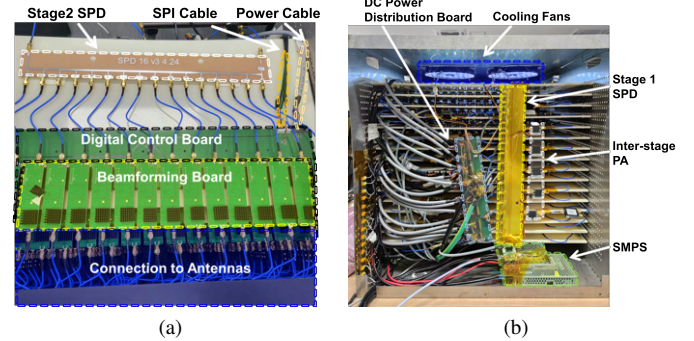 Stage2 SPD
SPI Cable
Power Cable
SPD 16 v3 4.24
Digital Control Board
Beamforming Board
Connection to Antennas
(a)
DC Power
Distribution Board
Cooling Fans
Stage 1
SPD
Inter-stage
PA
SMPS
(b)